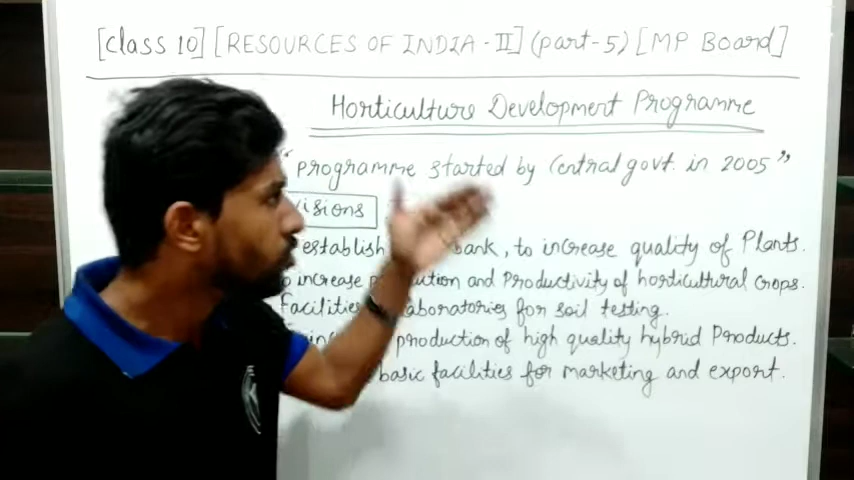 [Class 10] [RESOURCES OF INDIA - II] (part-5) [MP Board]
Horticulture Development Programme
"programme started by Central govt. in 2005"
visions
establish bank, to increase quality of Plants.
to increase and Productivity of horticultural Crops.
Facilities laboratories for soil testing.
production of high quality hybrid Products.
basic facilities for marketing and export.